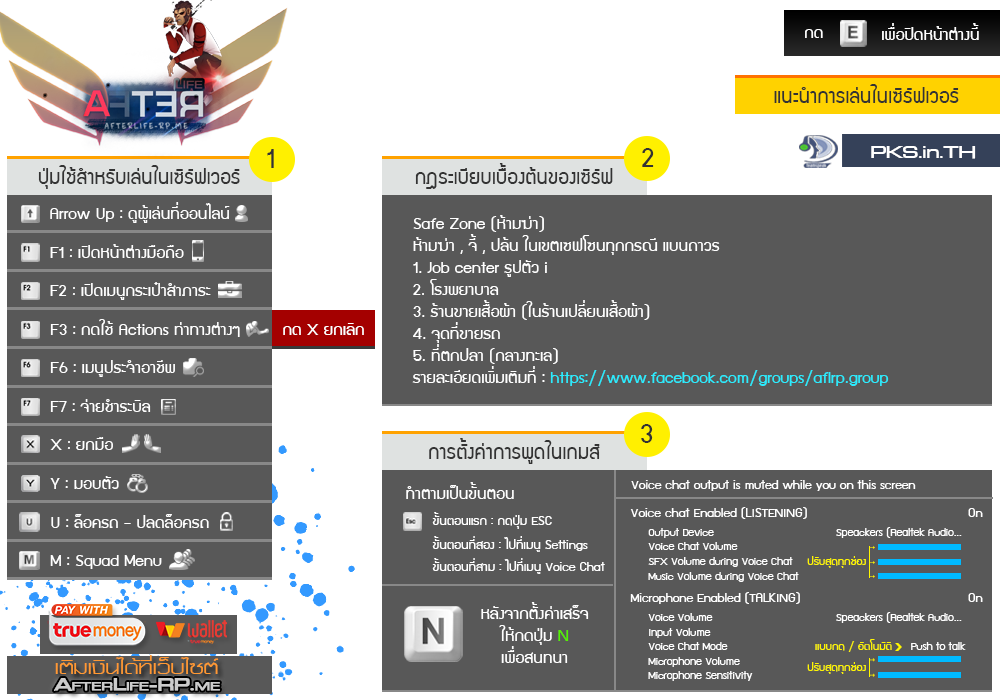 LIFE
AFTER
AFTERLIFE-RP.ME
กด E เพื่อปิดหน้าต่างนี้
แนะนำการเล่นในเซิร์ฟเวอร์
PKS.in.TH
1
ปุ่มใช้สำหรับเล่นในเซิร์ฟเวอร์
Arrow Up : ดูผู้เล่นที่ออนไลน์
F1 F1 : เปิดหน้าต่างมือถือ
F2 F2 : เปิดเมนูกระเป๋าสัมภาระ
F3 F3 : กดใช้ Actions ท่าทางต่างๆ กด X ยกเลิก
F6 F6 : เมนูประจำอาชีพ
F7 F7 : จ่ายชำระบิล
X X : ยกมือ
Y Y : มอบตัว
U U : ล็อครถ - ปลดล็อครถ
M M : Squad Menu
PAY WITH
truemoney wallet
เติมเงินได้ที่เว็บไซต์
AFTERLIFE-RP.ME
2
กฎระเบียบเบื้องต้นของเซิร์ฟ
Safe Zone (ห้ามฆ่า)
ห้ามฆ่า , จี้ , ปล้น ในเขตเซฟโซนทุกกรณี แบนถาวร
1. Job center รูปตัว i
2. โรงพยาบาล
3. ร้านขายเสื้อผ้า (ในร้านเปลี่ยนเสื้อผ้า)
4. จุดที่ขายรถ
5. ที่ตกปลา (กลางทะเล)
รายละเอียดเพิ่มเติมที่ : https://www.facebook.com/groups/aflrp.group
3
การตั้งค่าการพูดในเกมส์
ทำตามเป็นขั้นตอน
Esc ขั้นตอนแรก : กดปุ่ม ESC
ขั้นตอนที่สอง : ไปที่เมนู Settings
ขั้นตอนที่สาม : ไปที่เมนู Voice Chat
N หลังจากตั้งค่าเสร็จ
ให้กดปุ่ม N
เพื่อสนทนา
Voice chat output is muted while you on this screen
Voice chat Enabled (LISTENING) On
Output Device Speackers (Realtek Audio...
Voice Chat Volume
SFX Volume during Voice Chat ปรับสุดทุกช่อง
Music Volume during Voice Chat
Microphone Enabled (TALKING) On
Voice Volume Speackers (Realtek Audio...
Input Volume
Voice Chat Mode แบบกด / อัตโนมัติ Push to talk
Microphone Volume ปรับสุดทุกช่อง
Microphone Sensitivity